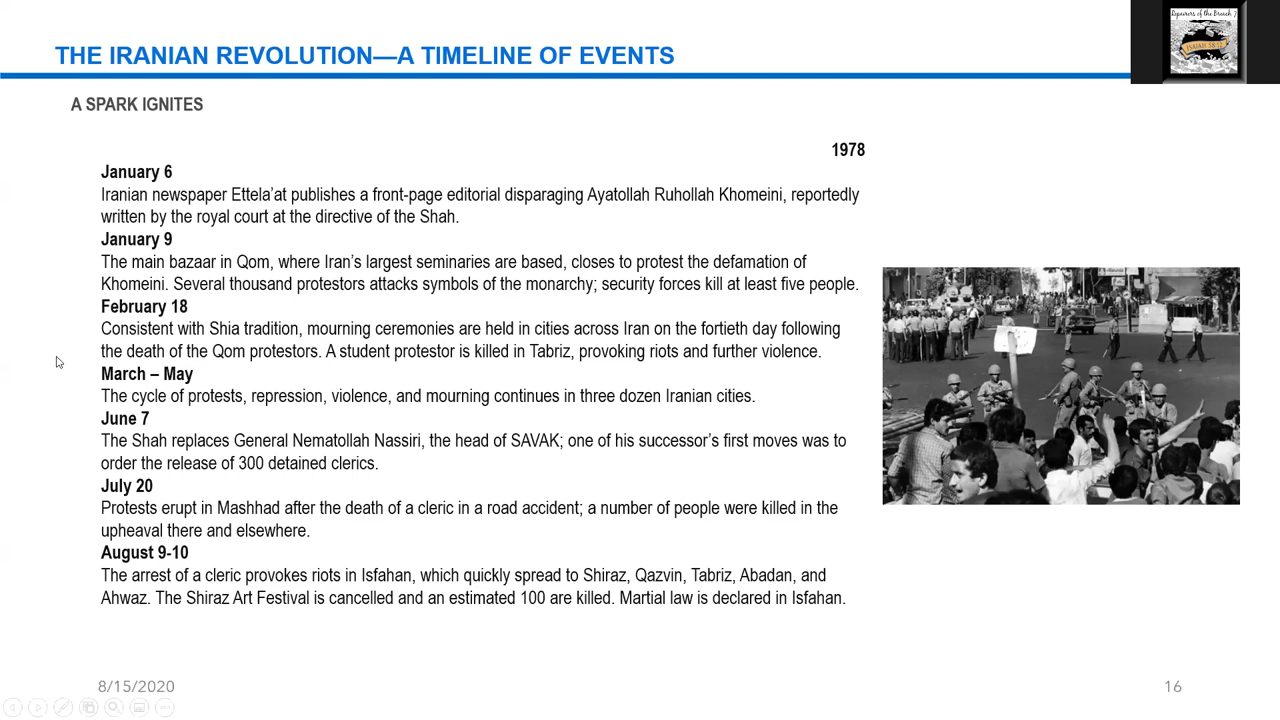 THE IRANIAN REVOLUTION—A TIMELINE OF EVENTS
Repairers of the Breach 7
ISAIAH 58:12
A SPARK IGNITES
1978
January 6
Iranian newspaper Ettela’at publishes a front-page editorial disparaging Ayatollah Ruhollah Khomeini, reportedly
written by the royal court at the directive of the Shah.
January 9
The main bazaar in Qom, where Iran’s largest seminaries are based, closes to protest the defamation of
Khomeini. Several thousand protestors attacks symbols of the monarchy; security forces kill at least five people.
February 18
Consistent with Shia tradition, mourning ceremonies are held in cities across Iran on the fortieth day following
the death of the Qom protestors. A student protestor is killed in Tabriz, provoking riots and further violence.
March – May
The cycle of protests, repression, violence, and mourning continues in three dozen Iranian cities.
June 7
The Shah replaces General Nematollah Nassiri, the head of SAVAK; one of his successor’s first moves was to
order the release of 300 detained clerics.
July 20
Protests erupt in Mashhad after the death of a cleric in a road accident; a number of people were killed in the
upheaval there and elsewhere.
August 9-10
The arrest of a cleric provokes riots in Isfahan, which quickly spread to Shiraz, Qazvin, Tabriz, Abadan, and
Ahwaz. The Shiraz Art Festival is cancelled and an estimated 100 are killed. Martial law is declared in Isfahan.
8/15/2020
16